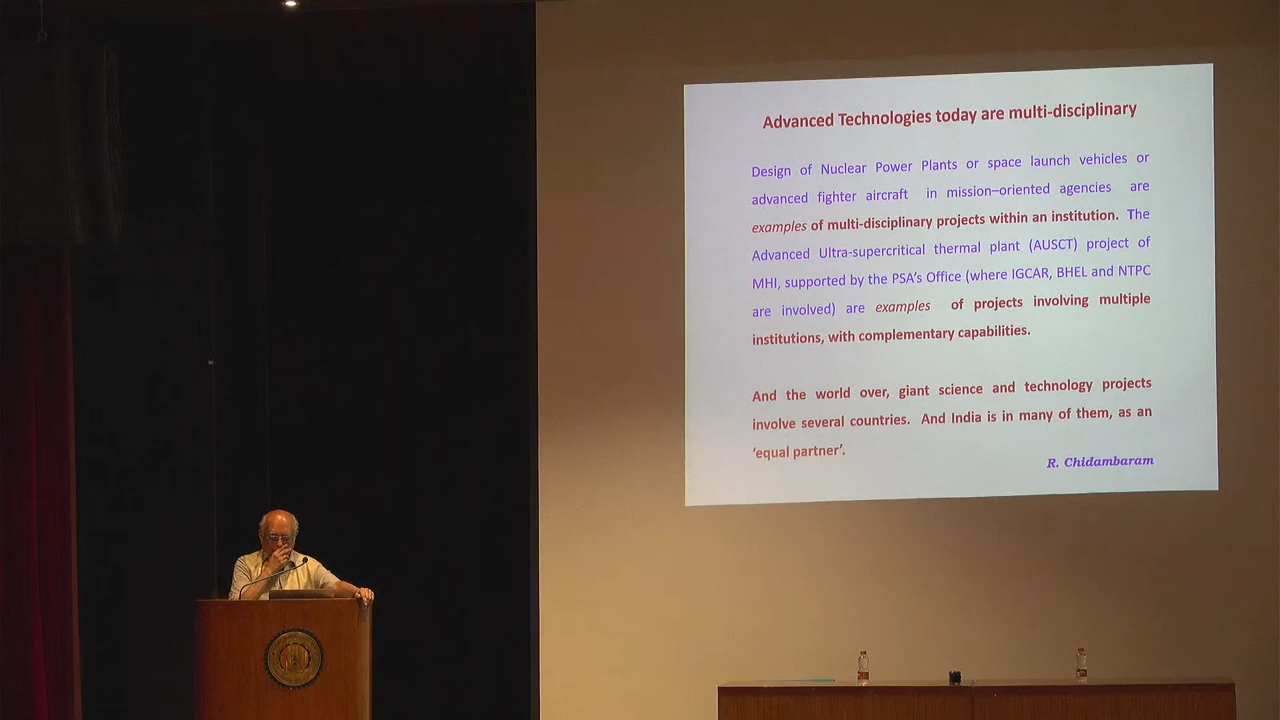 Advanced Technologies today are multi-disciplinary
Design of Nuclear Power Plants or space launch vehicles or
advanced fighter aircraft in mission–oriented agencies are
examples of multi-disciplinary projects within an institution. The
Advanced Ultra-supercritical thermal plant (AUSCT) project of
MHI, supported by the PSA's Office (where IGCAR, BHEL and NTPC
are involved) are examples of projects involving multiple
institutions, with complementary capabilities.
And the world over, giant science and technology projects
involve several countries. And India is in many of them, as an
'equal partner'.
R. Chidambaram